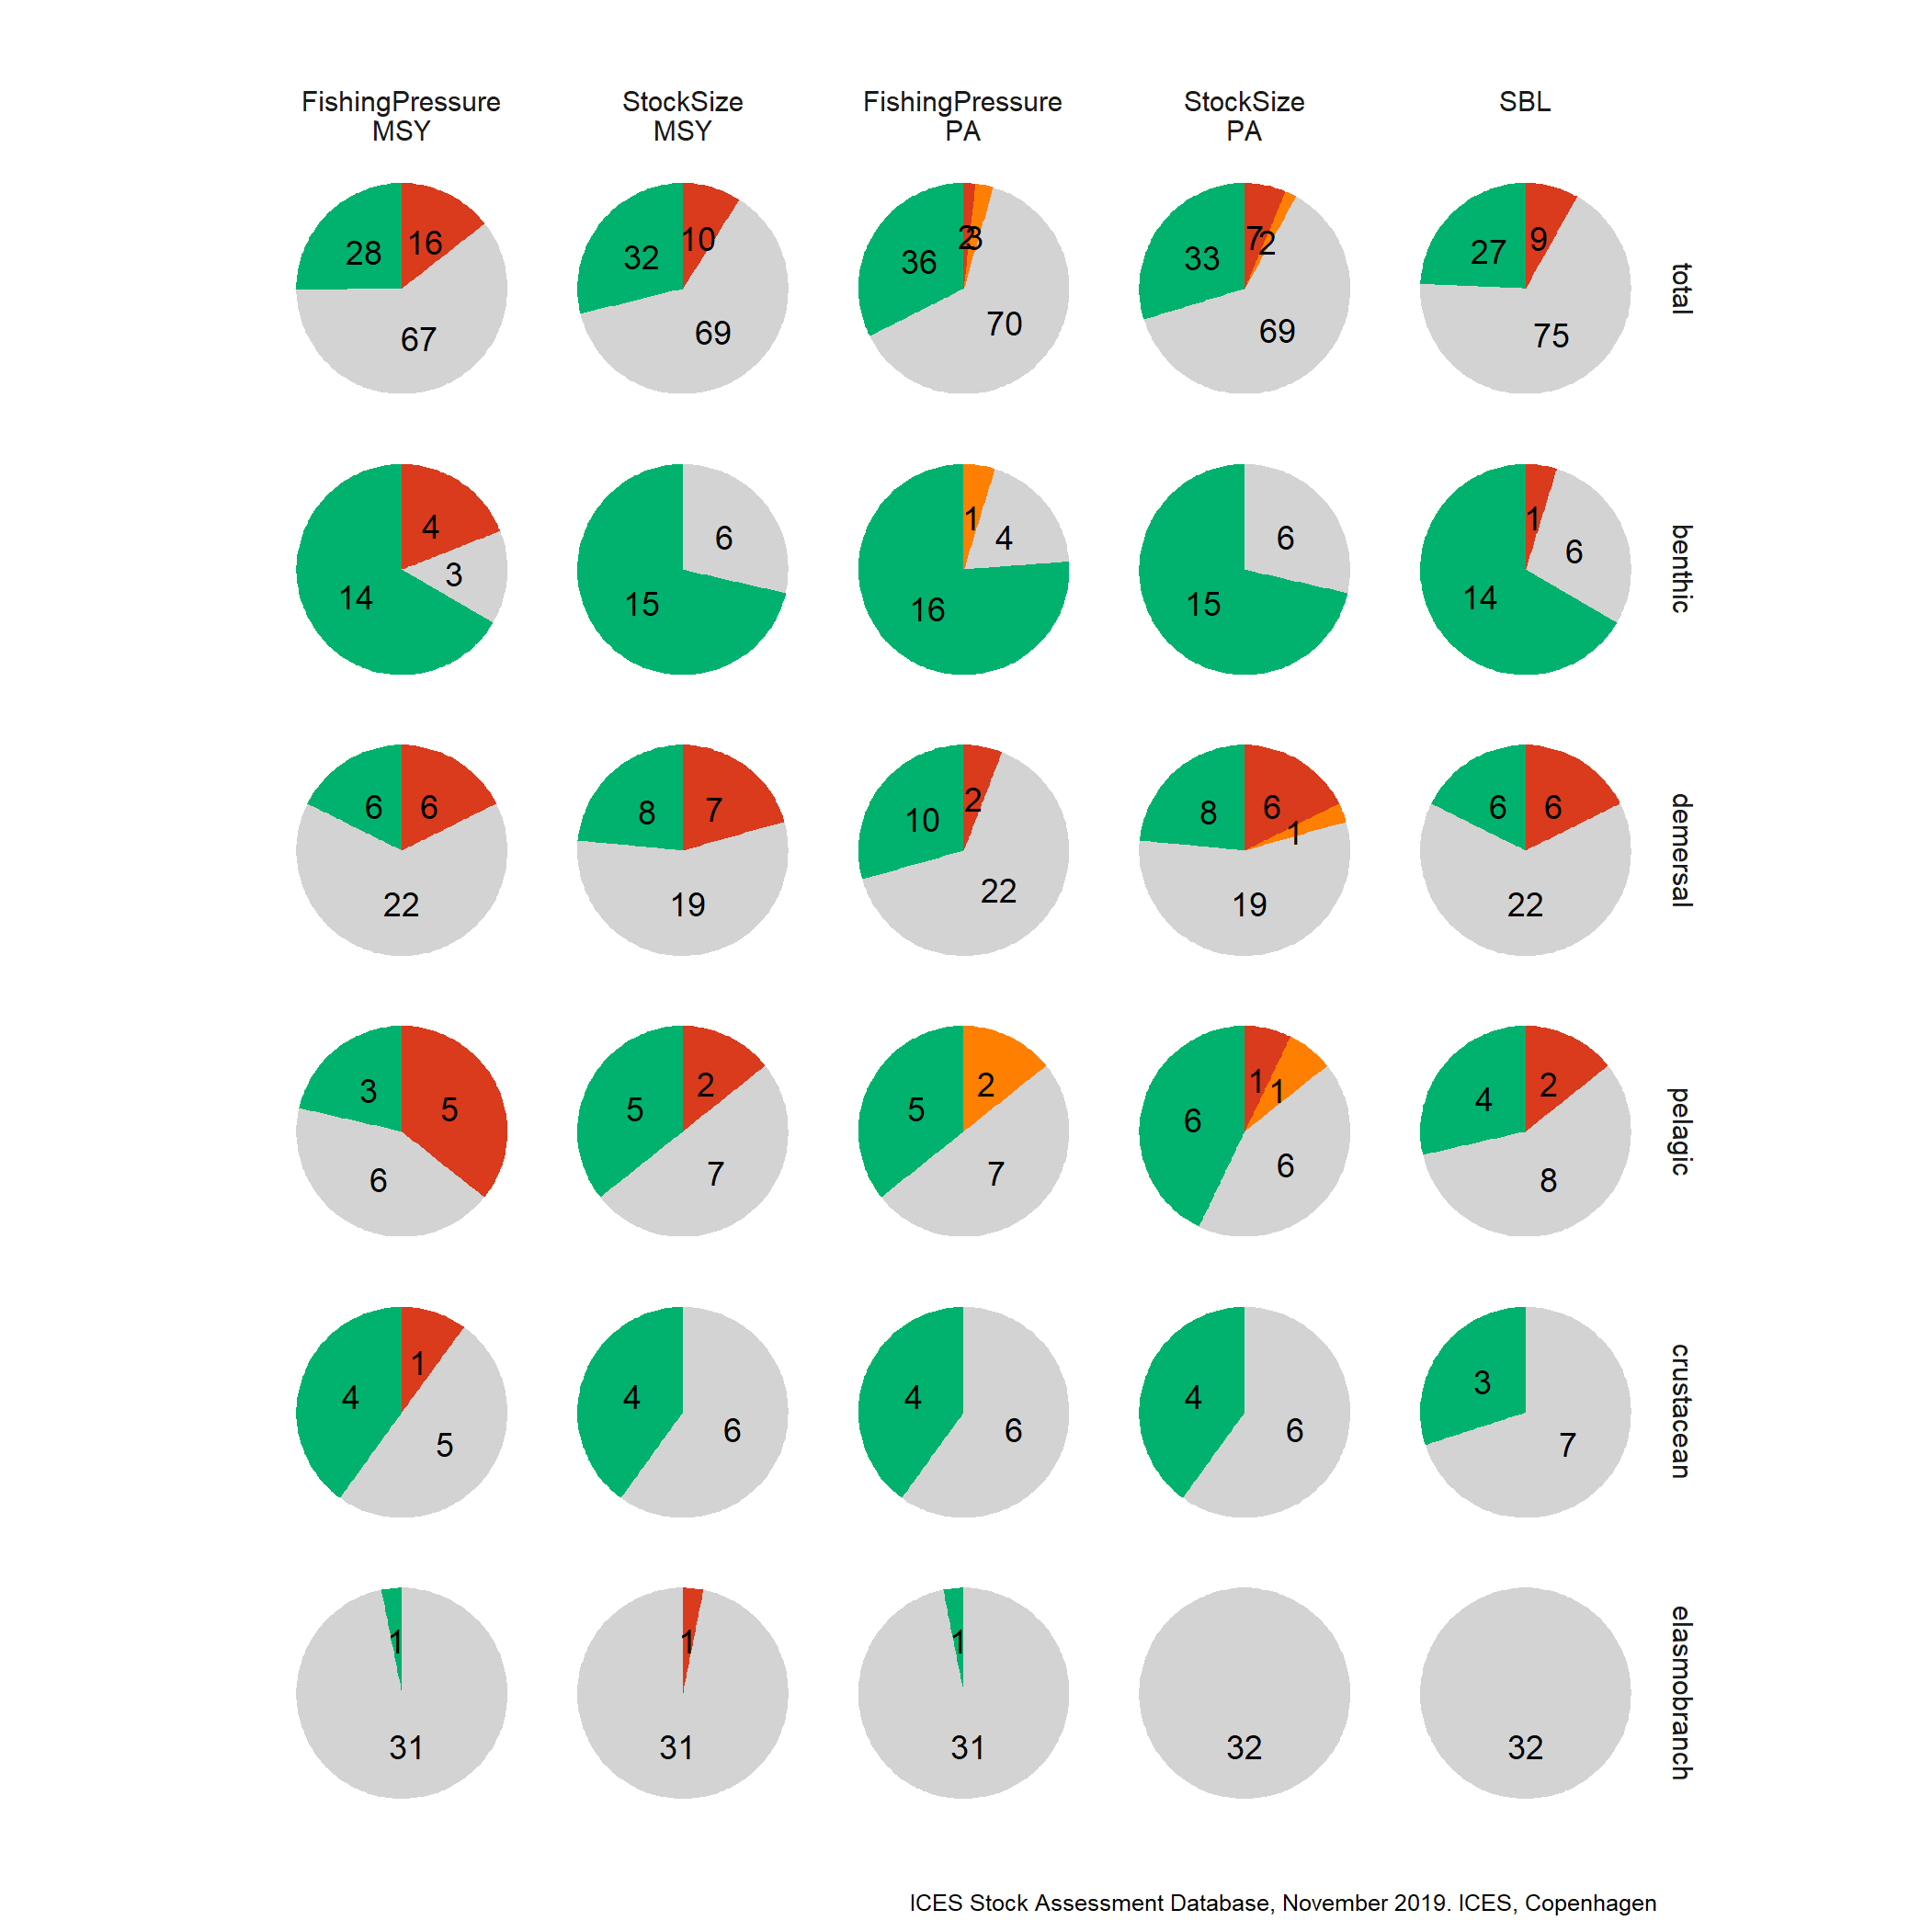 FishingPressure StockSize FishingPressure StockSize SBL
MSY MSY PA PA
28 16 32 10 36 2 3 33 7 2 27 9 total
67 69 70 69 75
4 6 1 4 6 1 6 benthic
14 3 15 16 15 14
6 6 8 7 10 2 8 6 1 6 6 demersal
22 19 22 19 22
3 5 5 2 5 2 6 1 1 4 2 pelagic
6 7 7 6 8
4 1 4 4 4 3 crustacean
5 6 6 6 7
1 1 1 elasmobranch
31 31 31 32 32
ICES Stock Assessment Database, November 2019. ICES, Copenhagen